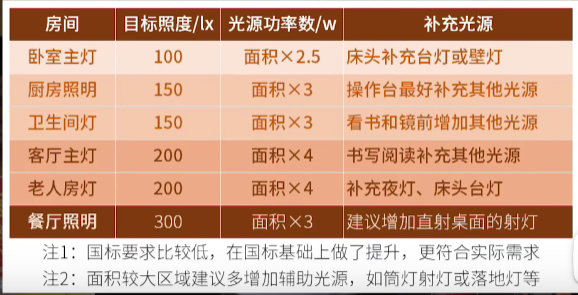 房间 目标照度/lx 光源功率数/w 补充光源
卧室主灯 100 面积×2.5 床头补充台灯或壁灯
厨房照明 150 面积×3 操作台最好补充其他光源
卫生间灯 150 面积×3 看书和镜前增加其他光源
客厅主灯 200 面积×4 书写阅读补充其他光源
老人房灯 200 面积×4 补充夜灯、床头台灯
餐厅照明 300 面积×3 建议增加直射桌面的射灯
注1：国标要求比较低，在国标基础上做了提升，更符合实际需求
注2：面积较大区域建议多增加辅助光源，如筒灯射灯或落地灯等